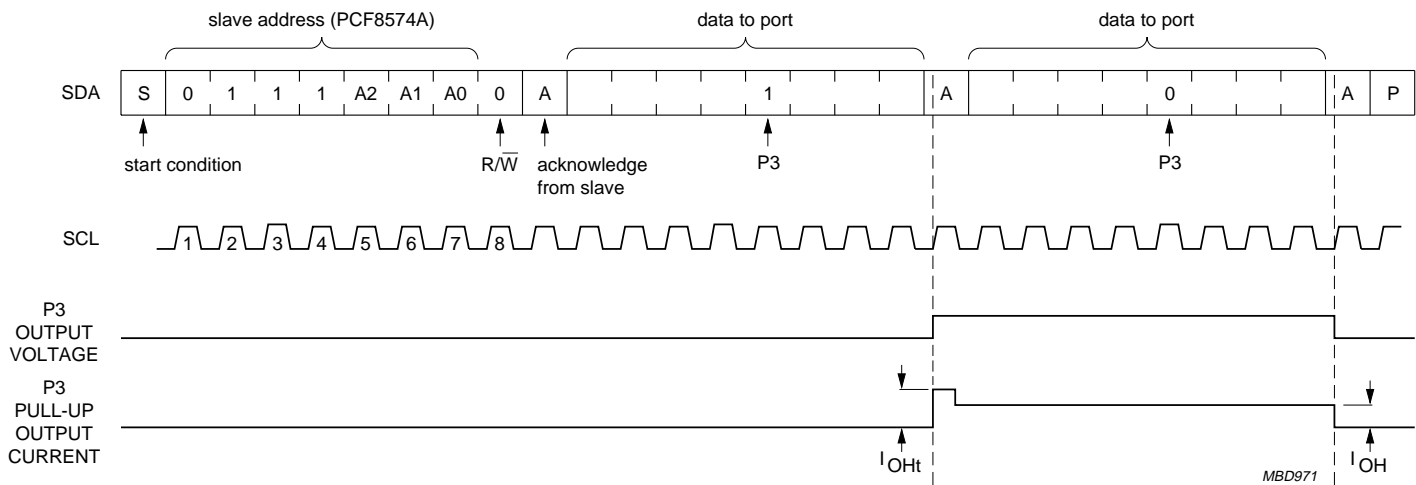 slave address (PCF8574A) data to port data to port
SDA S 0 1 1 1 A2 A1 A0 0 A 1 A 0 A P
start condition R/W̅ acknowledge from slave P3 P3
SCL 1 2 3 4 5 6 7 8
P3
OUTPUT
VOLTAGE
P3
PULL-UP
OUTPUT
CURRENT
I OHt
I OH
MBD971